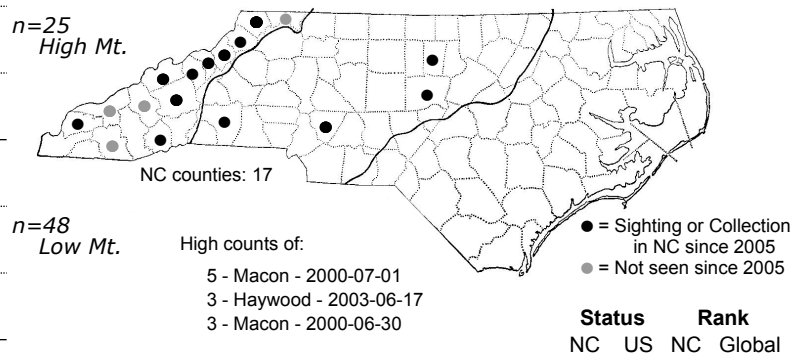 n=25
High Mt.
NC counties: 17
n=48
Low Mt.
High counts of:
5 - Macon - 2000-07-01
3 - Haywood - 2003-06-17
3 - Macon - 2000-06-30
= Sighting or Collection
in NC since 2005
= Not seen since 2005
Status Rank
NC US NC Global